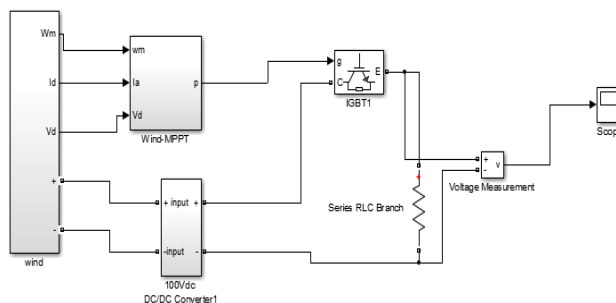 Wm
Id
Vd
+
-
wind
wm
Ia
Vd
p
Wind-MPPT
+ input
-input
+
-
100Vdc
DC/DC Converter1
g
C
E
IGBT1
+
Series RLC Branch
+
-
v
Voltage Measurement
Scop